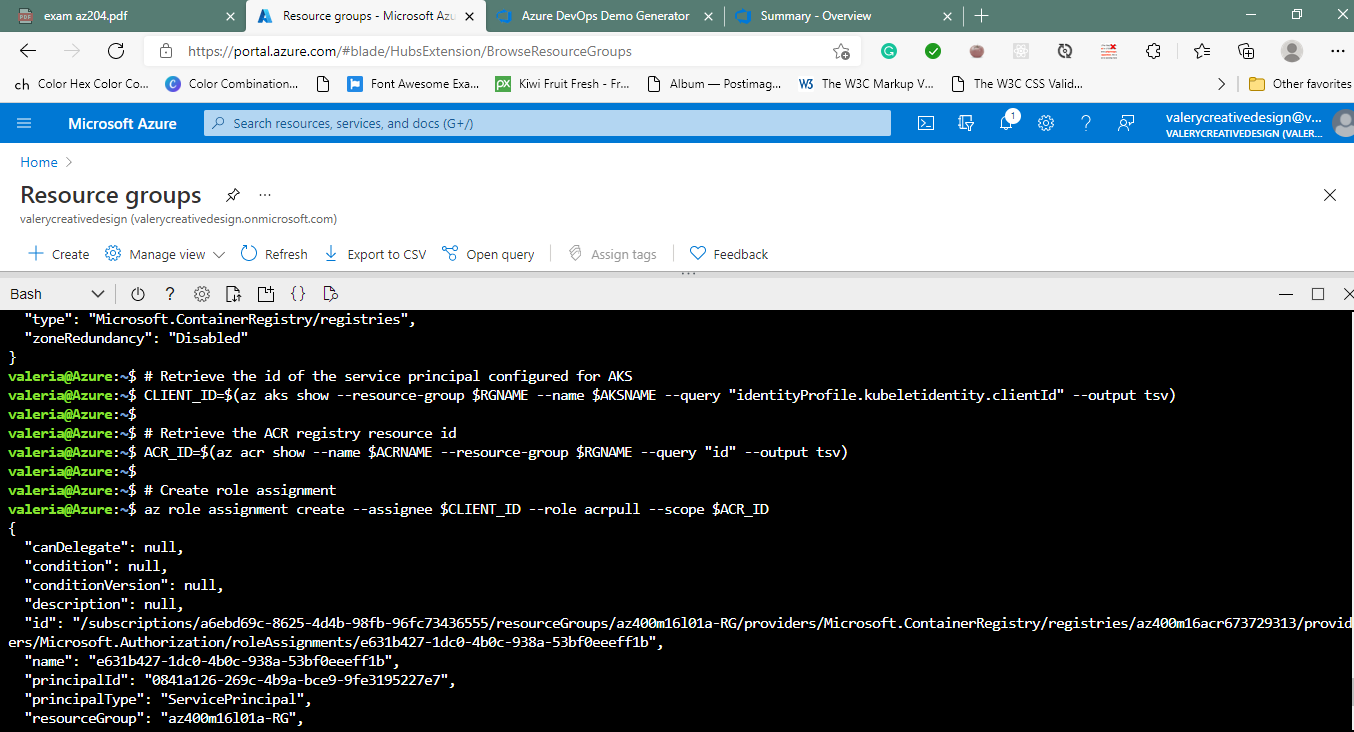 exam az204.pdf
Resource groups - Microsoft Azu
Azure DevOps Demo Generator
Summary - Overview
https://portal.azure.com/#blade/HubsExtension/BrowseResourceGroups
ch Color Hex Color Co...
C Color Combination...
Font Awesome Exa...
px Kiwi Fruit Fresh - Fr...
Album — Postimag...
W3 The W3C Markup V...
The W3C CSS Valid...
Other favorites
Microsoft Azure
Search resources, services, and docs (G+/)
1
valerycreativedesign@v...
VALERYCREATIVEDESIGN (VALER...
Home >
Resource groups
...
valerycreativedesign (valerycreativedesign.onmicrosoft.com)
Create
Manage view
Refresh
Export to CSV
Open query
Assign tags
Feedback
Bash
?
{}
"type": "Microsoft.ContainerRegistry/registries",
"zoneRedundancy": "Disabled"
}
valeria@Azure:~$ # Retrieve the id of the service principal configured for AKS
valeria@Azure:~$ CLIENT_ID=$(az aks show --resource-group $RGNAME --name $AKSNAME --query "identityProfile.kubeletidentity.clientId" --output tsv)
valeria@Azure:~$
valeria@Azure:~$ # Retrieve the ACR registry resource id
valeria@Azure:~$ ACR_ID=$(az acr show --name $ACRNAME --resource-group $RGNAME --query "id" --output tsv)
valeria@Azure:~$
valeria@Azure:~$ # Create role assignment
valeria@Azure:~$ az role assignment create --assignee $CLIENT_ID --role acrpull --scope $ACR_ID
{
"canDelegate": null,
"condition": null,
"conditionVersion": null,
"description": null,
"id": "/subscriptions/a6ebd69c-8625-4d4b-98fb-96fc73436555/resourceGroups/az400m16l01a-RG/providers/Microsoft.ContainerRegistry/registries/az400m16acr673729313/provid
ers/Microsoft.Authorization/roleAssignments/e631b427-1dc0-4b0c-938a-53bf0eeeff1b",
"name": "e631b427-1dc0-4b0c-938a-53bf0eeeff1b",
"principalId": "0841a126-269c-4b9a-bce9-9fe3195227e7",
"principalType": "ServicePrincipal",
"resourceGroup": "az400m16l01a-RG",